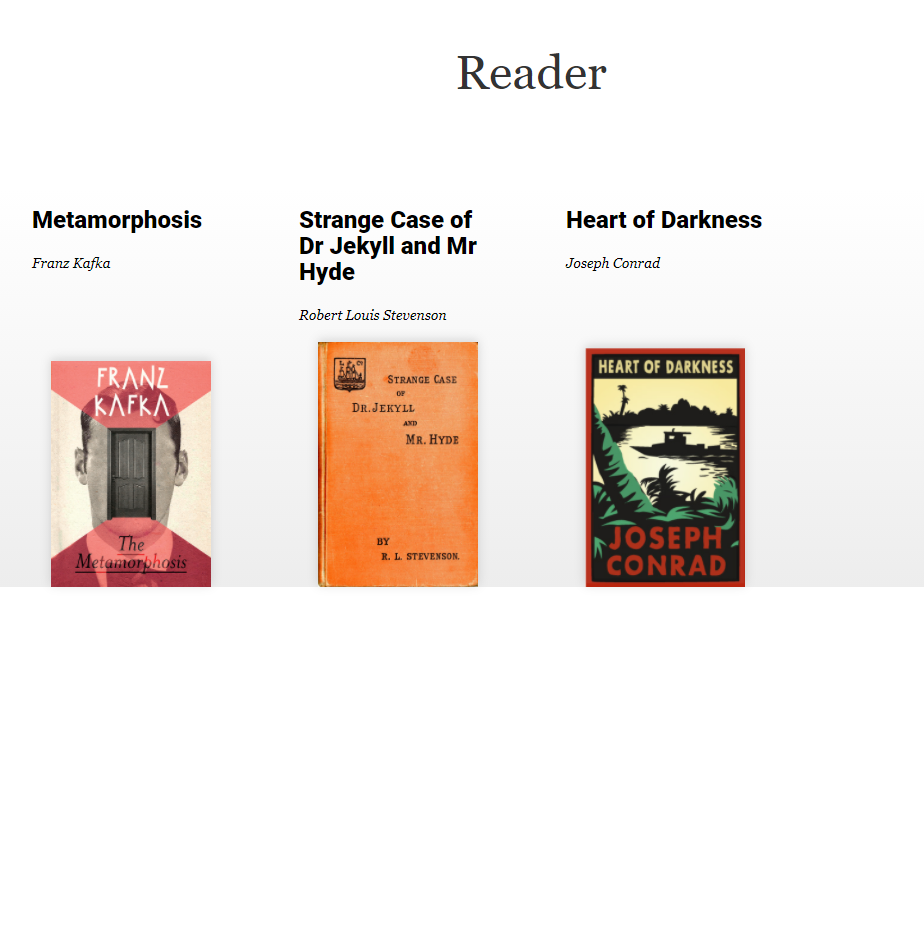 Reader
Metamorphosis
Franz Kafka
Strange Case of
Dr Jekyll and Mr
Hyde
Robert Louis Stevenson
Heart of Darkness
Joseph Conrad
FRANZ
KAFKA
The
Metamorphosis
STRANGE CASE
OF
DR. JEKYLL
AND
MR. HYDE
BY
R. L. STEVENSON.
HEART OF DARKNESS
JOSEPH
CONRAD